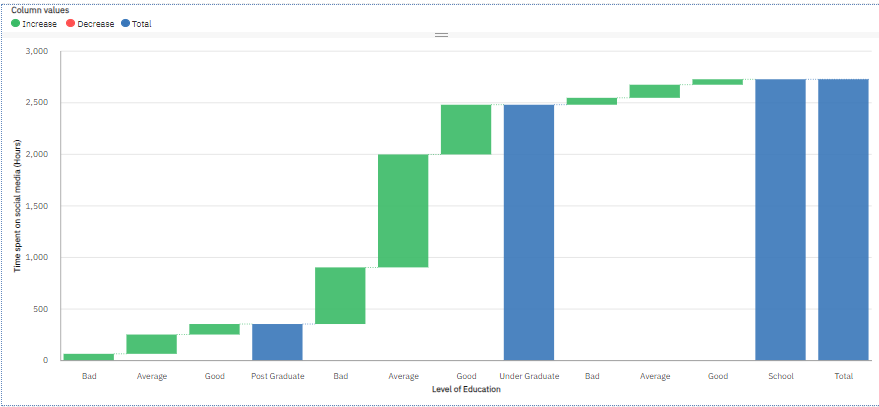 Column values
Increase Decrease Total
3,000
2,500
2,000
1,500
1,000
500
0
Time spent on social media (Hours)
Bad Average Good Post Graduate Bad Average Good Under Graduate Bad Average Good School Total
Level of Education